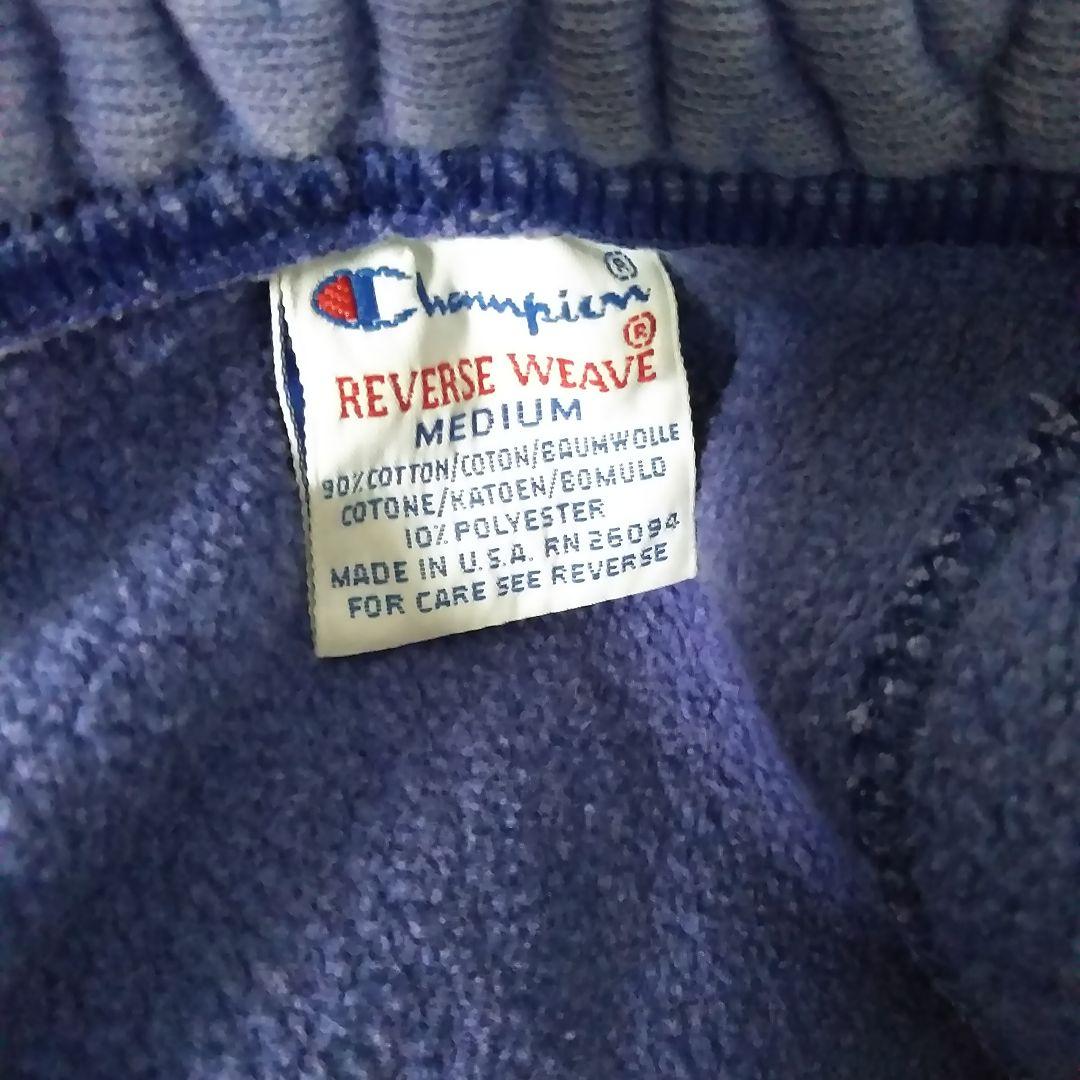 Champion®
REVERSE WEAVE®
MEDIUM
90% COTTON/COTON/BAUMWOLLE
COTONE/KATOEN/BOMULD
10% POLYESTER
MADE IN U.S.A. RN 26094
FOR CARE SEE REVERSE